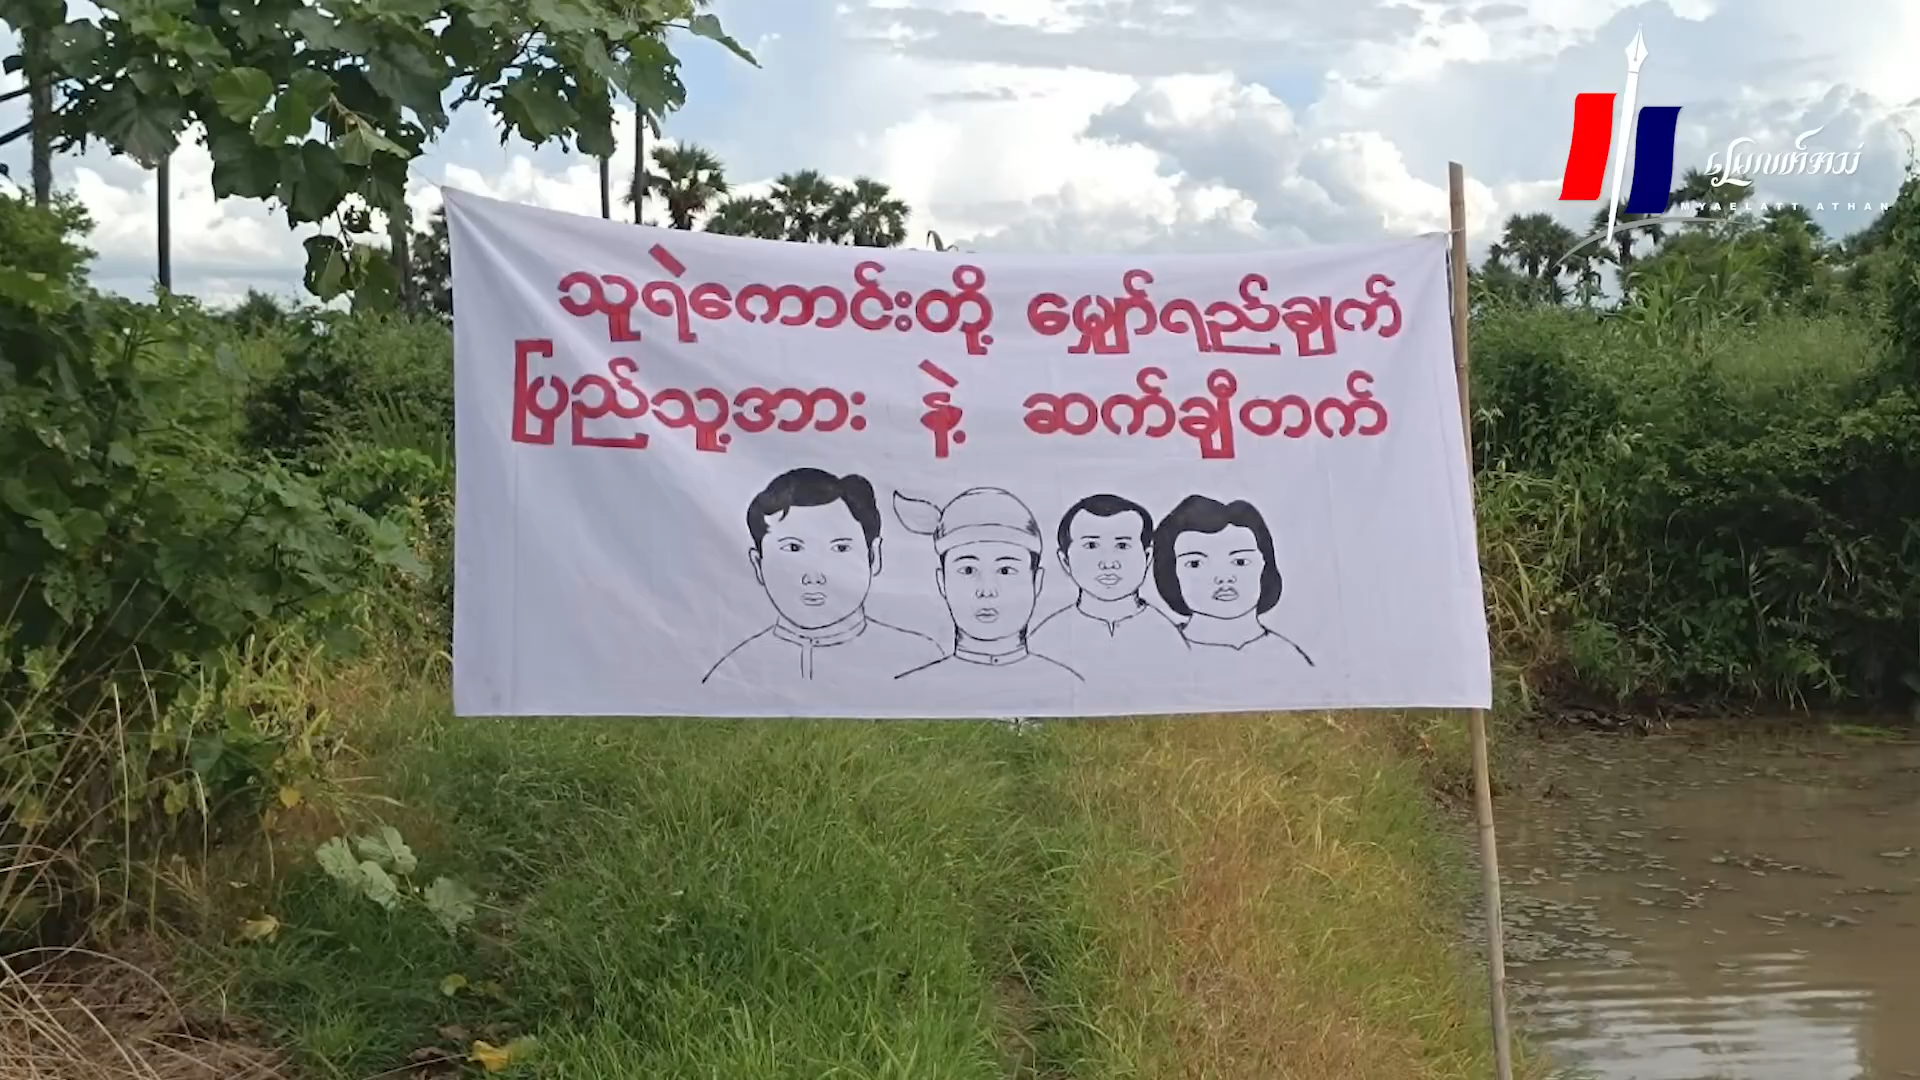 သူရဲကောင်းတို့ မျှော်ရည်ချက်
ပြည်သူ့အား နဲ့ ဆက်ချီတက်
မြေလတ်အသံ
MYAELATT ATHAN